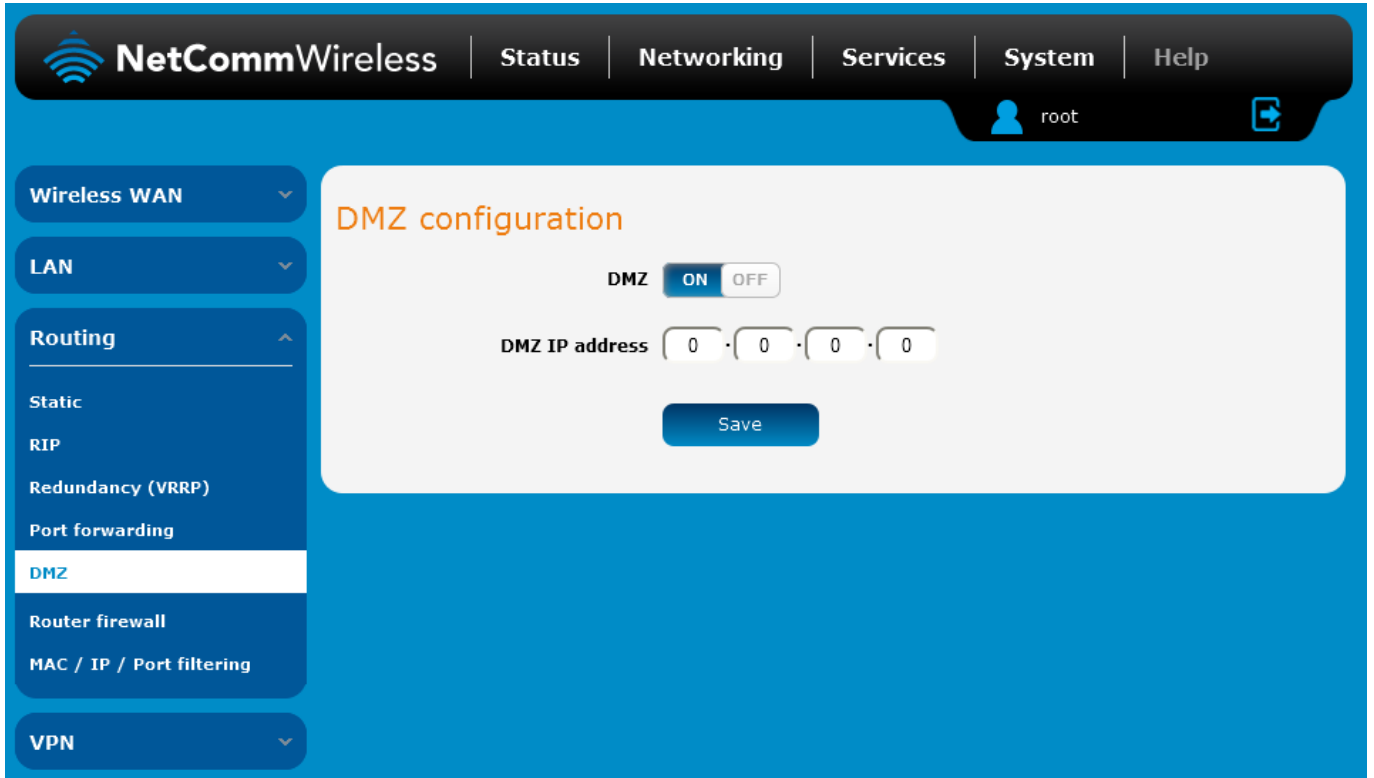 NetCommWireless Status Networking Services System Help
root
Wireless WAN
LAN
Routing
Static
RIP
Redundancy (VRRP)
Port forwarding
DMZ
Router firewall
MAC / IP / Port filtering
VPN
DMZ configuration
DMZ ON OFF
DMZ IP address 0 . 0 . 0 . 0
Save